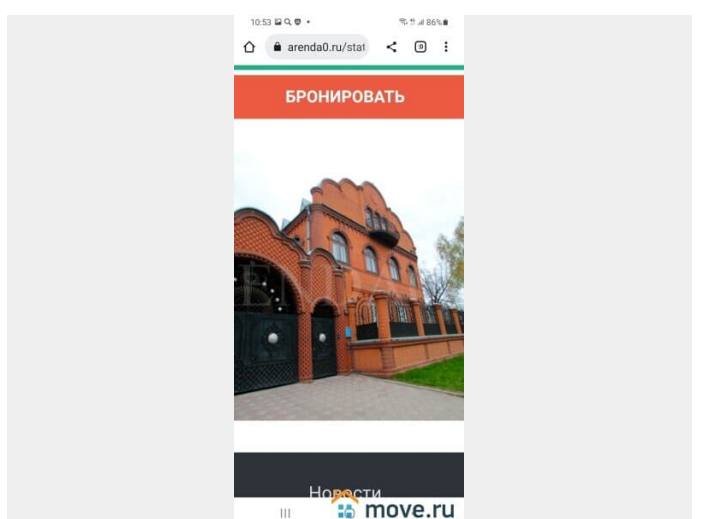 10:53
86%
arenda0.ru/stat
БРОНИРОВАТЬ
Новости
move.ru